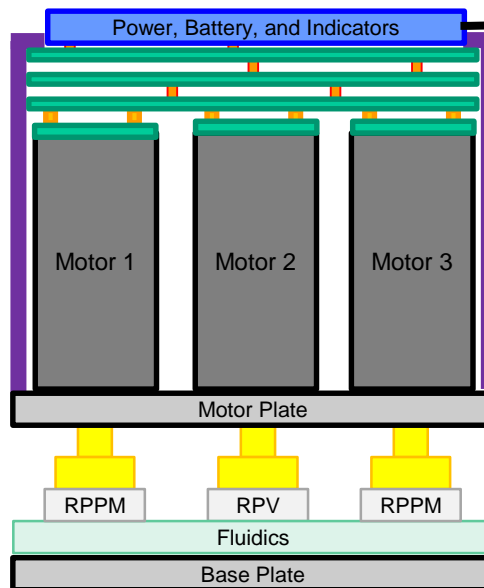 Power, Battery, and Indicators
Motor 1
Motor 2
Motor 3
Motor Plate
RPPM
RPV
RPPM
Fluidics
Base Plate